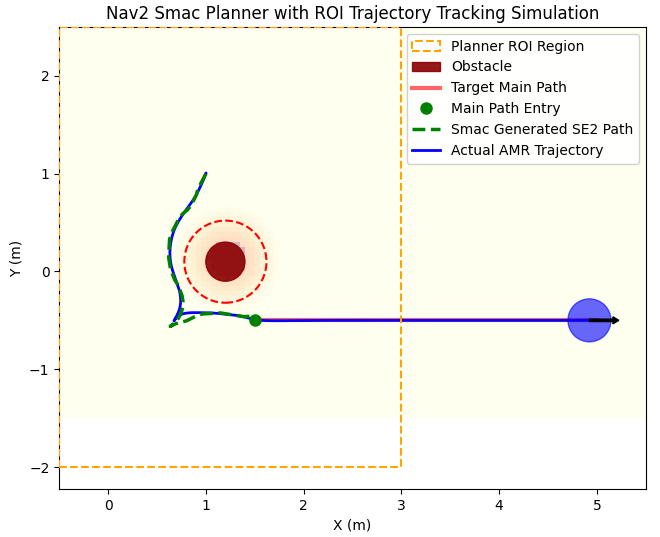 Nav2 Smac Planner with ROI Trajectory Tracking Simulation
Planner ROI Region
Obstacle
Target Main Path
Main Path Entry
Smac Generated SE2 Path
Actual AMR Trajectory
Y (m)
2
1
0
−1
−2
0 1 2 3 4 5
X (m)